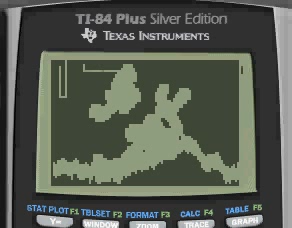 TI-84 Plus Silver Edition
TEXAS INSTRUMENTS
STAT PLOT F1 TBLSET F2 FORMAT F3 CALC F4 TABLE F5
Y= WINDOW ZOOM TRACE GRAPH